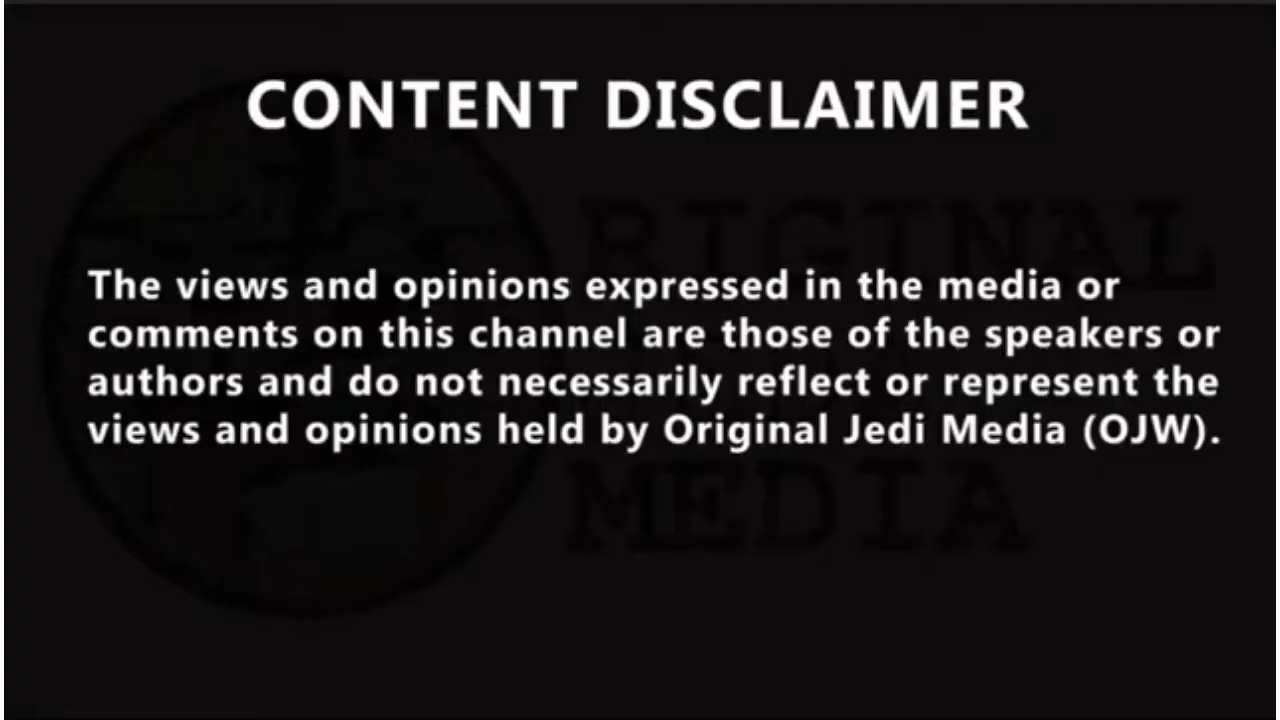 CONTENT DISCLAIMER
RIGINAL
The views and opinions expressed in the media or
comments on this channel are those of the speakers or
authors and do not necessarily reflect or represent the
views and opinions held by Original Jedi Media (OJW).
MEDIA